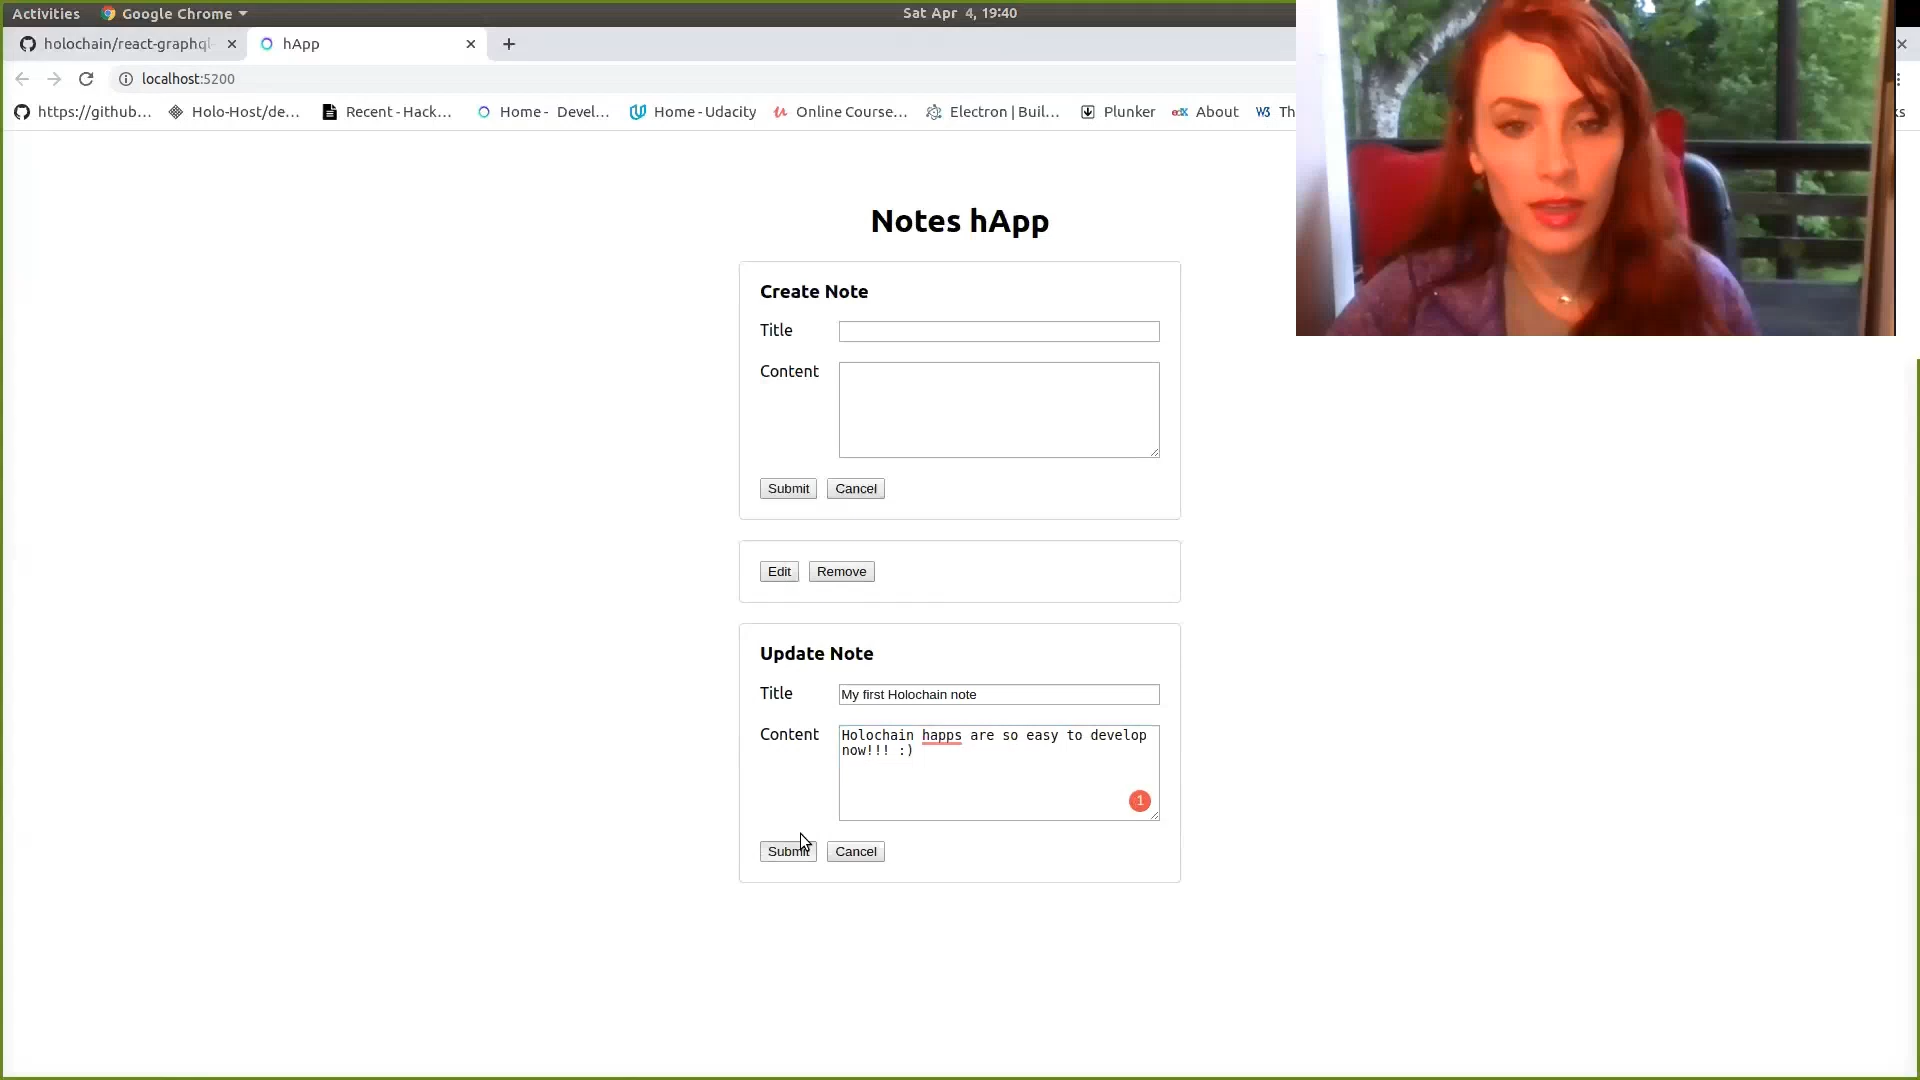 Activities Google Chrome Sat Apr 4, 19:40
holochain/react-graphql hApp
localhost:5200
https://github... Holo-Host/de... Recent - Hack... Home - Devel... Home - Udacity Online Course... Electron | Buil... Plunker About Th
Notes hApp
Create Note
Title
Content
Submit Cancel
Edit Remove
Update Note
Title My first Holochain note
Content Holochain happs are so easy to develop
now!!! :)
1
Submit Cancel